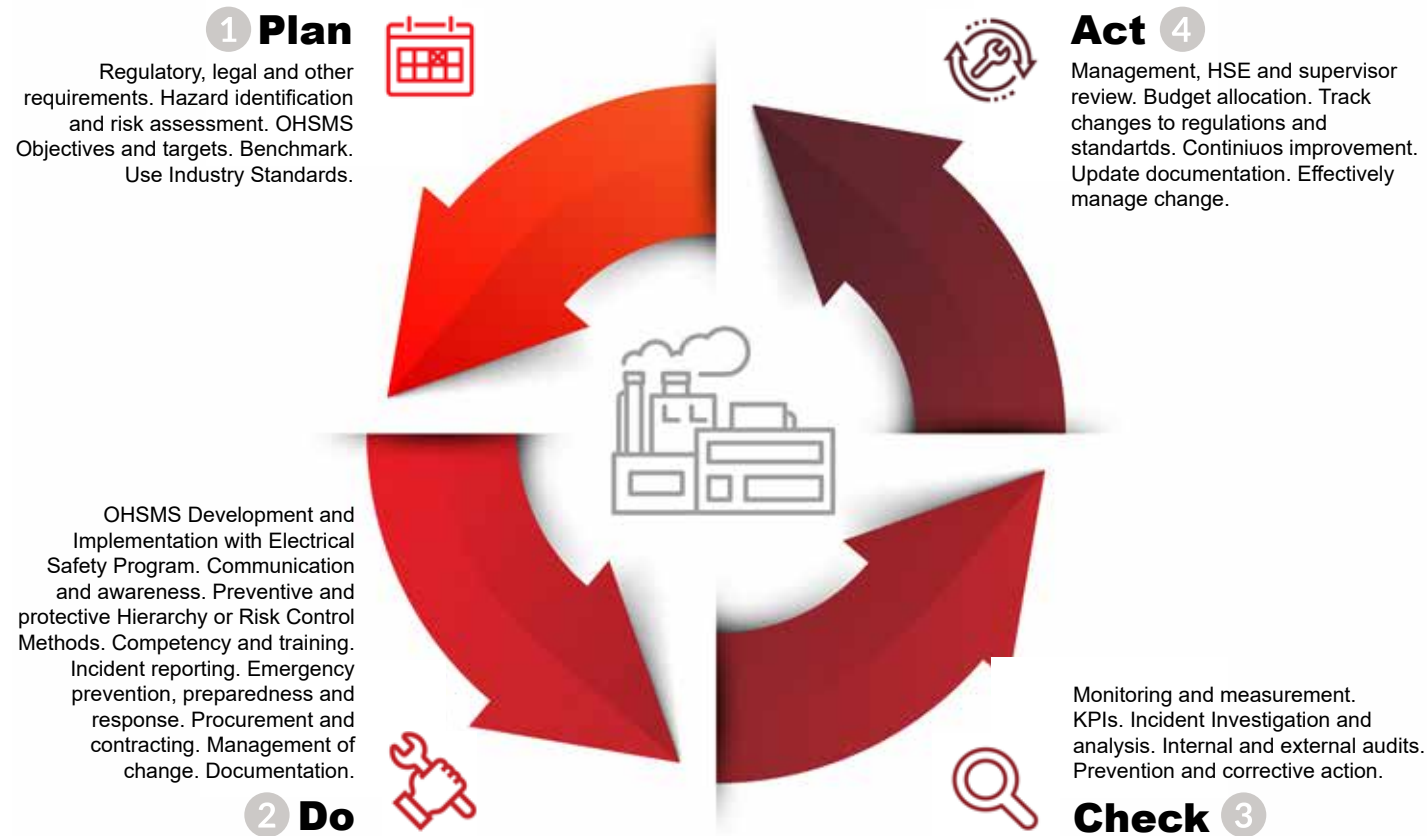 1 Plan
Regulatory, legal and other
requirements. Hazard identification
and risk assessment. OHSMS
Objectives and targets. Benchmark.
Use Industry Standards.
OHSMS Development and
Implementation with Electrical
Safety Program. Communication
and awareness. Preventive and
protective Hierarchy or Risk Control
Methods. Competency and training.
Incident reporting. Emergency
prevention, preparedness and
response. Procurement and
contracting. Management of
change. Documentation.
2 Do
Monitoring and measurement.
KPIs. Incident Investigation and
analysis. Internal and external audits.
Prevention and corrective action.
Check 3
Act 4
Management, HSE and supervisor
review. Budget allocation. Track
changes to regulations and
standartds. Continiuos improvement.
Update documentation. Effectively
manage change.